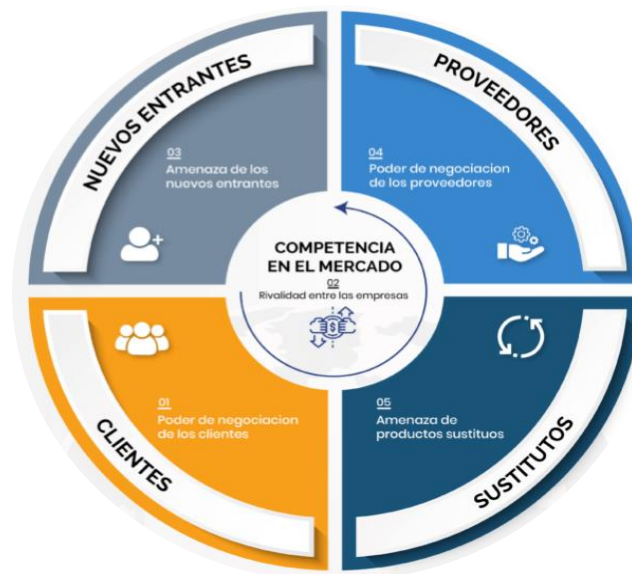 NUEVOS ENTRANTES
03
Amenaza de los
nuevos entrantes
PROVEEDORES
04
Poder de negociacion
de los proveedores
COMPETENCIA
EN EL MERCADO
02
Rivalidad entre las empresas
$
CLIENTES
01
Poder de negociacion
de los clientes
SUSTITUTOS
05
Amenaza de
productos sustituos